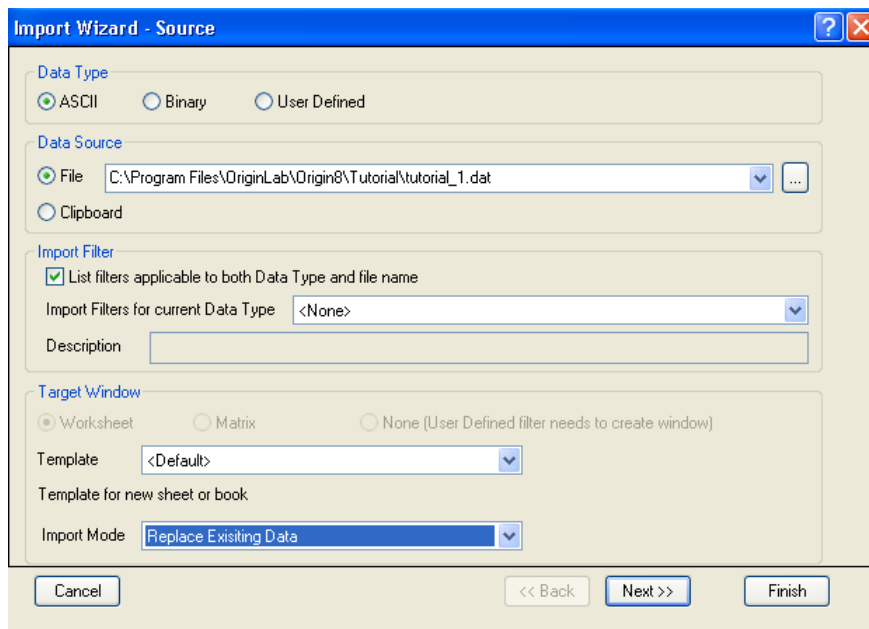 Import Wizard - Source
?
Data Type
ASCII Binary User Defined
Data Source
File C:\Program Files\OriginLab\Origin8\Tutorial\tutorial_1.dat ...
Clipboard
Import Filter
List filters applicable to both Data Type and file name
Import Filters for current Data Type <None>
Description
Target Window
Worksheet Matrix None (User Defined filter needs to create window)
Template <Default>
Template for new sheet or book
Import Mode Replace Exisiting Data
Cancel << Back Next >> Finish